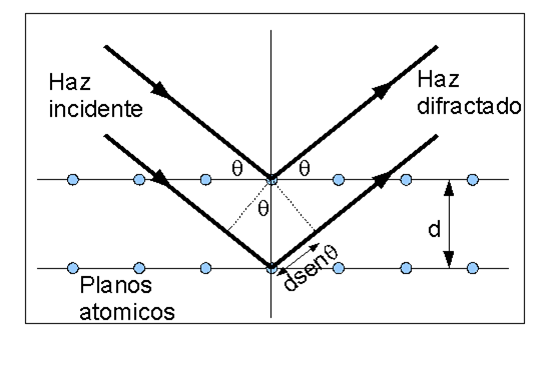 Haz
incidente
Haz
difractado
θ
θ
θ
d
dsenθ
Planos
atomicos